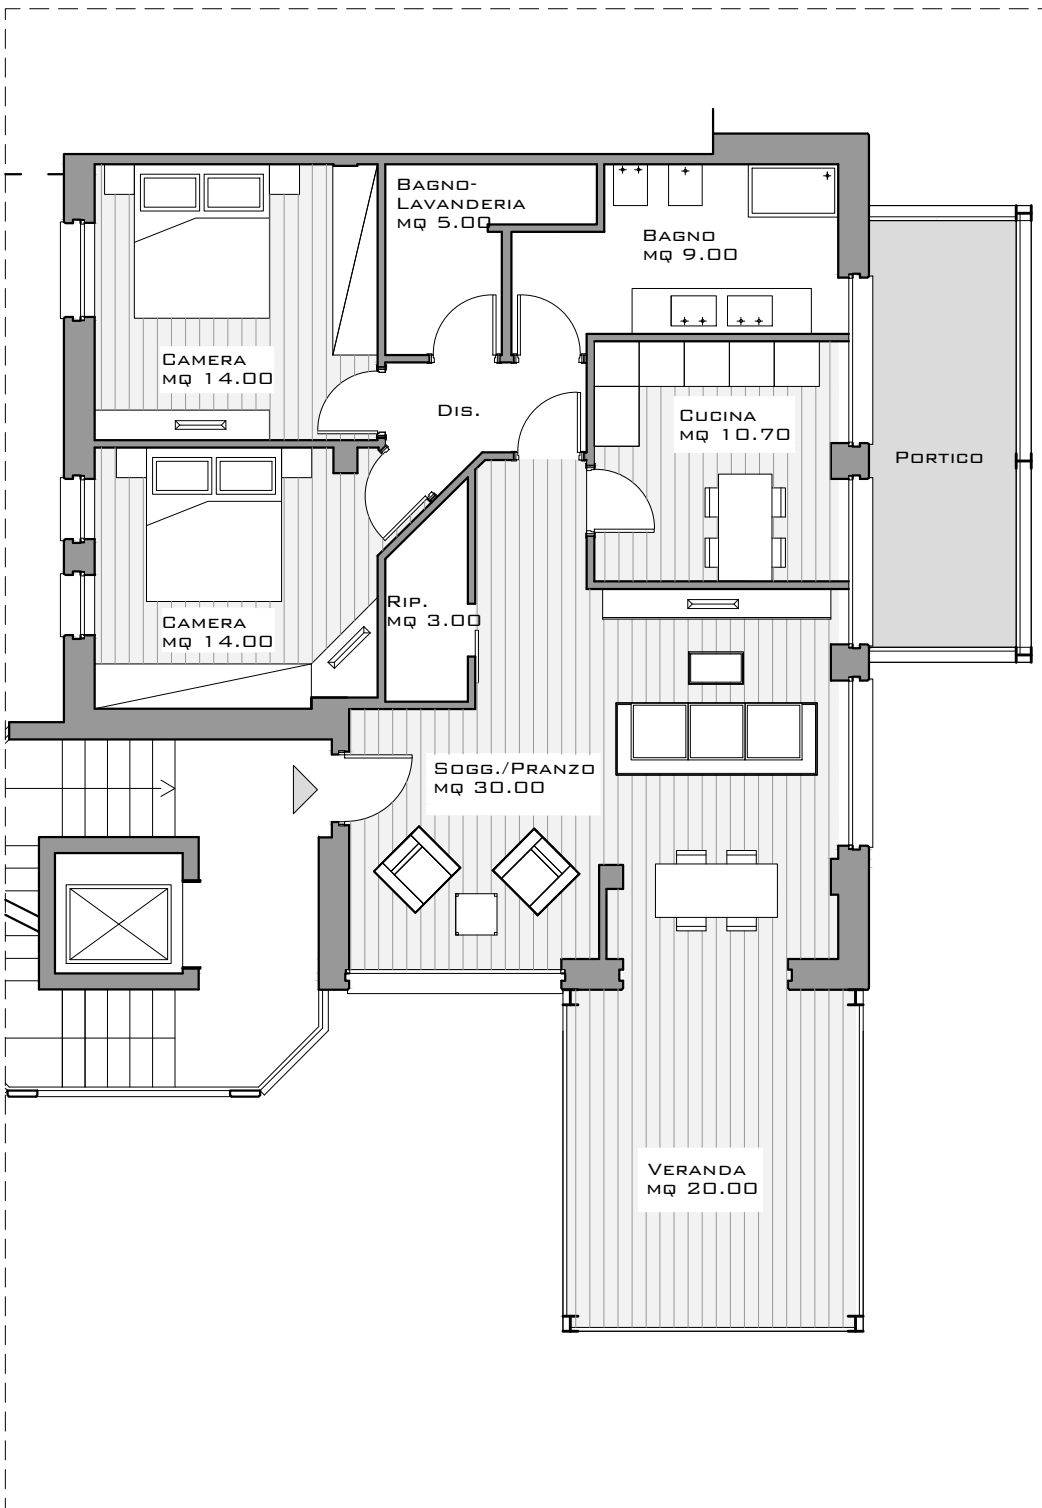 Bagno-
Lavanderia
mq 5.00
Bagno
mq 9.00
Camera
mq 14.00
Dis.
Cucina
mq 10.70
Portico
Camera
mq 14.00
Rip.
mq 3.00
Sogg./Pranzo
mq 30.00
Veranda
mq 20.00